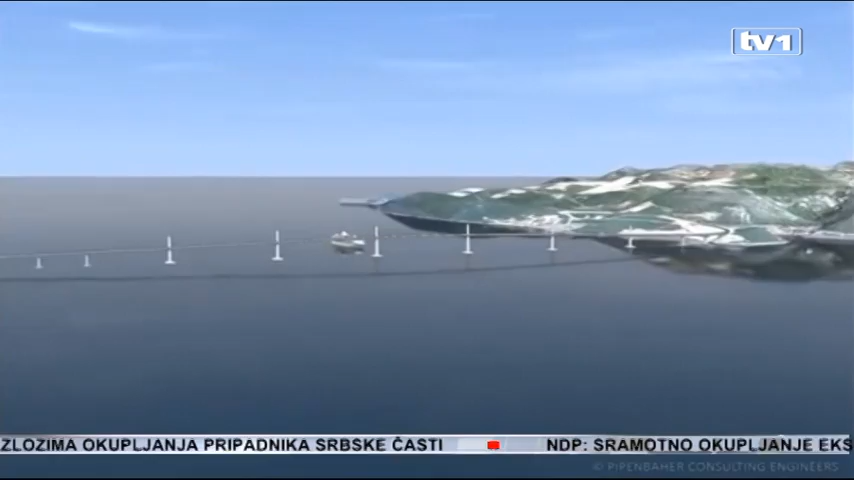 tv1
ZLOZIMA OKUPLJANJA PRIPADNIKA SRBSKE ČASTI NDP: SRAMOTNO OKUPLJANJE EKS
© PIPENBAHER CONSULTING ENGINEERS